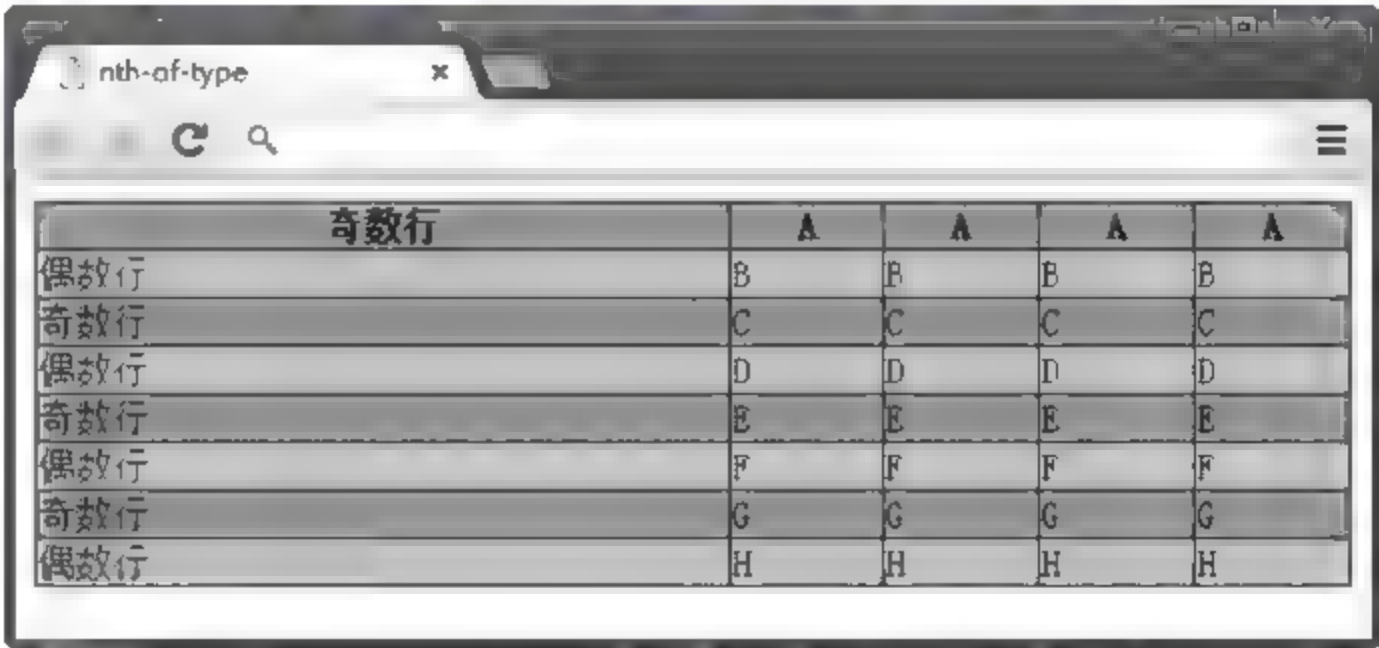 nth-of-type
奇数行 A A A A
偶数行 B B B B
奇数行 C C C C
偶数行 D D D D
奇数行 E E E E
偶数行 F F F F
奇数行 G G G G
偶数行 H H H H